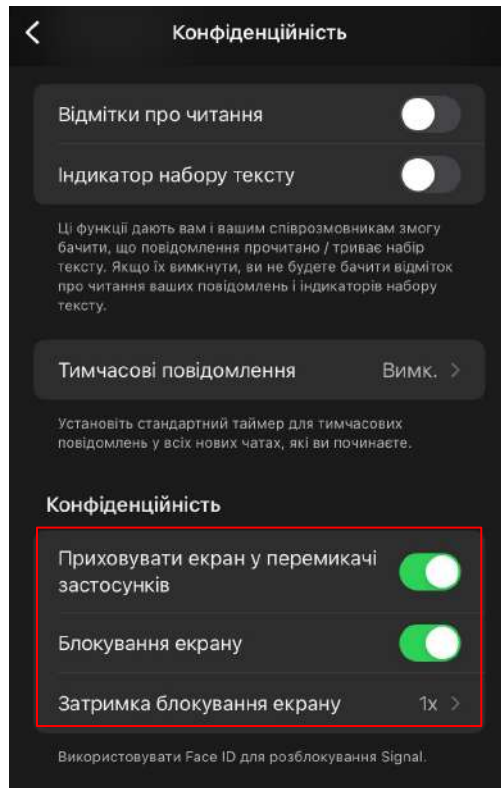 Конфіденційність
Відмітки про читання
Індикатор набору тексту
Ці функції дають вам і вашим співрозмовникам змогу
бачити, що повідомлення прочитано / триває набір
тексту. Якщо їх вимкнути, ви не будете бачити відміток
про читання ваших повідомлень і індикаторів набору
тексту.
Тимчасові повідомлення Вимк.
Установіть стандартний таймер для тимчасових
повідомлень у всіх нових чатах, які ви починаєте.
Конфіденційність
Приховувати екран у перемикачі
застосунків
Блокування екрану
Затримка блокування екрану 1х
Використовувати Face ID для розблокування Signal.